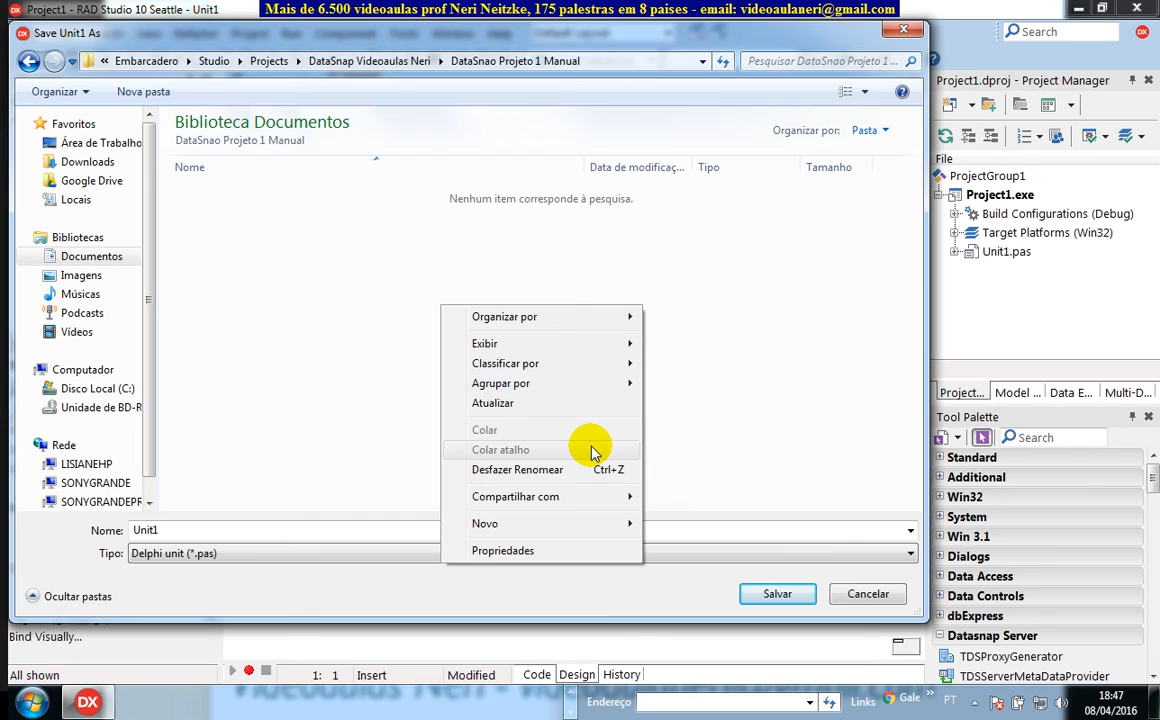 Project1 - RAD Studio 10 Seattle - Unit1
Mais de 6.500 videoaulas prof Neri Neitzke, 175 palestras em 8 paises - email: videoaulaneri@gmail.com
Save Unit1 As
Search
Embarcadero Studio Projects DataSnap Videoaulas Neri DataSnao Projeto 1 Manual
Pesquisar DataSnao Projeto 1 ...
Project1.dproj - Project Manager
Organizar Nova pasta
Favoritos
Área de Trabalho
Downloads
Google Drive
Locais
Bibliotecas
Documentos
Imagens
Músicas
Podcasts
Vídeos
Computador
Disco Local (C:)
Unidade de BD-R
Rede
LISIANEHP
SONYGRANDE
SONYGRANDEPR
Biblioteca Documentos
DataSnao Projeto 1 Manual
Organizar por: Pasta
Nome Data de modificaç... Tipo Tamanho
Nenhum item corresponde à pesquisa.
Organizar por
Exibir
Classificar por
Agrupar por
Atualizar
Colar
Colar atalho
Desfazer Renomear Ctrl+Z
Compartilhar com
Novo
Propriedades
Nome: Unit1
Tipo: Delphi unit (*.pas)
Ocultar pastas
Salvar
Cancelar
File
ProjectGroup1
Project1.exe
Build Configurations (Debug)
Target Platforms (Win32)
Unit1.pas
Project... Model ... Data E... Multi-D...
Tool Palette
Search
Standard
Additional
Win32
System
Win 3.1
Dialogs
Data Access
Data Controls
dbExpress
Datasnap Server
TDSProxyGenerator
TDSServerMetaDataProvider
Bind Visually...
All shown
1: 1 Insert Modified Code Design History
Endereço
Links
Gale
PT
18:47
08/04/2016